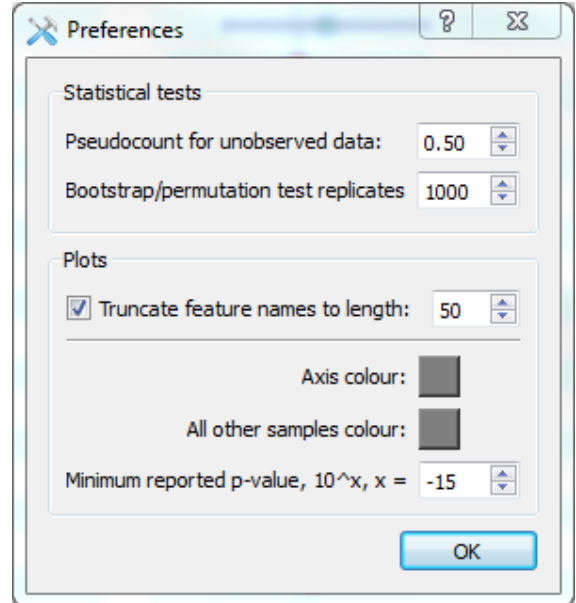 Preferences
Statistical tests
Pseudocount for unobserved data: 0.50
Bootstrap/permutation test replicates 1000
Plots
Truncate feature names to length: 50
Axis colour:
All other samples colour:
Minimum reported p-value, 10^x, x = -15
OK